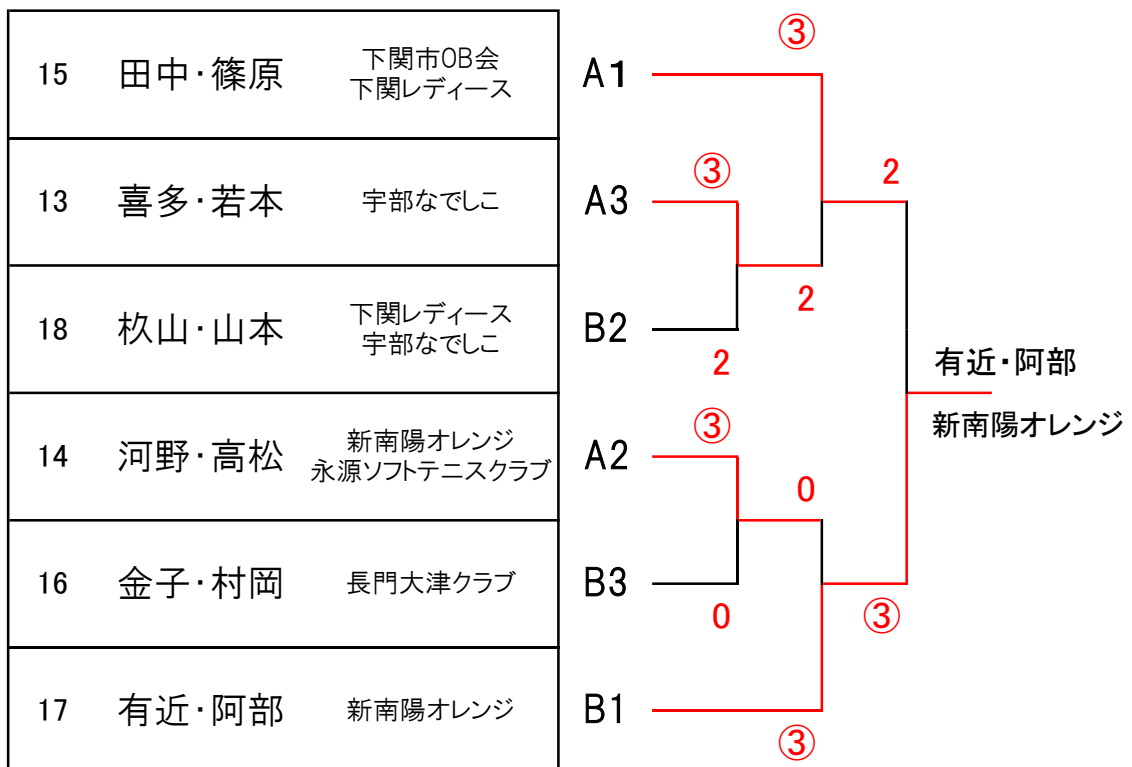 ③
15 田中・篠原 下関市OB会 A1
下関レディース
2
③
13 喜多・若本 宇部なでしこ A3
2
18 杦山・山本 下関レディース B2
宇部なでしこ
2
有近・阿部
新南陽オレンジ
③
14 河野・高松 新南陽オレンジ A2
永源ソフトテニスクラブ
0
16 金子・村岡 長門大津クラブ B3
0
③
17 有近・阿部 新南陽オレンジ B1
③